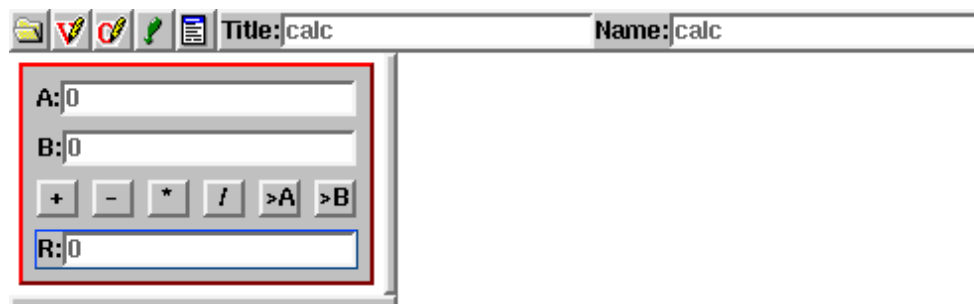 Title: calc Name: calc
A: 0
B: 0
+ - * / >A >B
R: 0